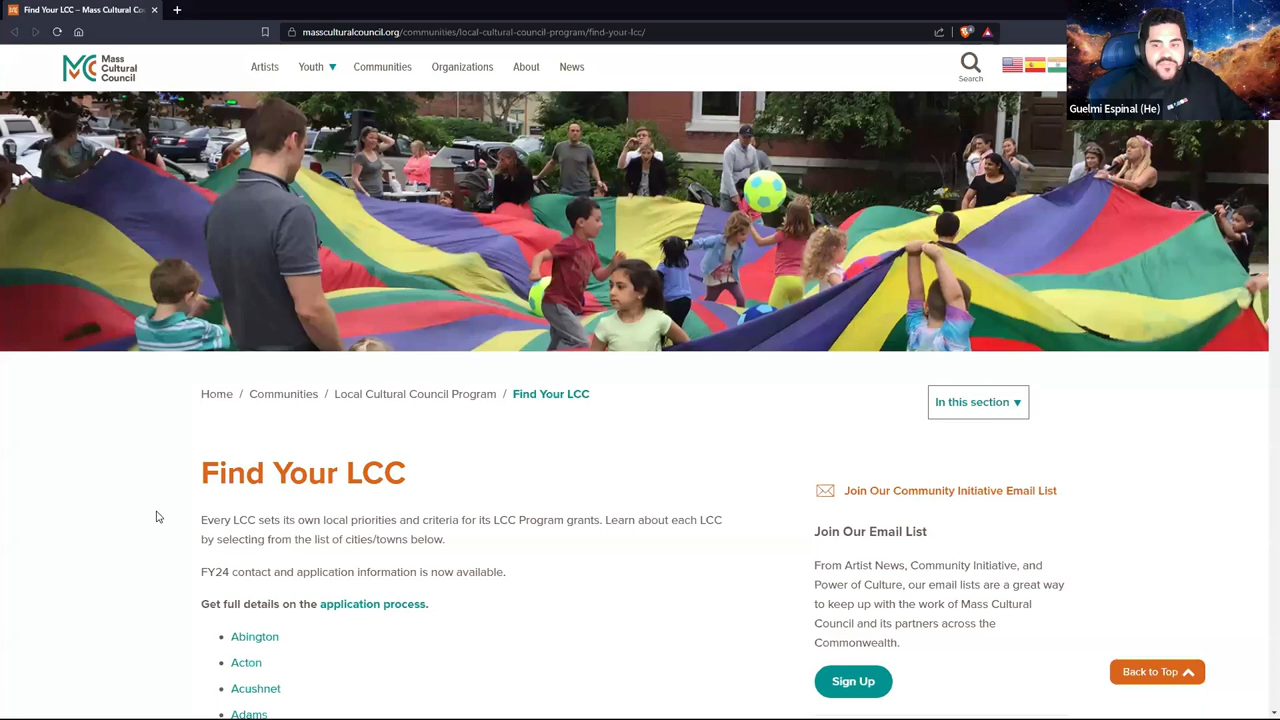 Find Your LCC – Mass Cultural Co
massculturalcouncil.org/communities/local-cultural-council-program/find-your-lcc/
Mass
Cultural
Council
Artists
Youth
Communities
Organizations
About
News
Search
Guelmi Espinal (He)
Home / Communities / Local Cultural Council Program / Find Your LCC
In this section
Find Your LCC
Every LCC sets its own local priorities and criteria for its LCC Program grants. Learn about each LCC
by selecting from the list of cities/towns below.
FY24 contact and application information is now available.
Get full details on the application process.
Abington
Acton
Acushnet
Adams
Join Our Community Initiative Email List
Join Our Email List
From Artist News, Community Initiative, and
Power of Culture, our email lists are a great way
to keep up with the work of Mass Cultural
Council and its partners across the
Commonwealth.
Sign Up
Back to Top